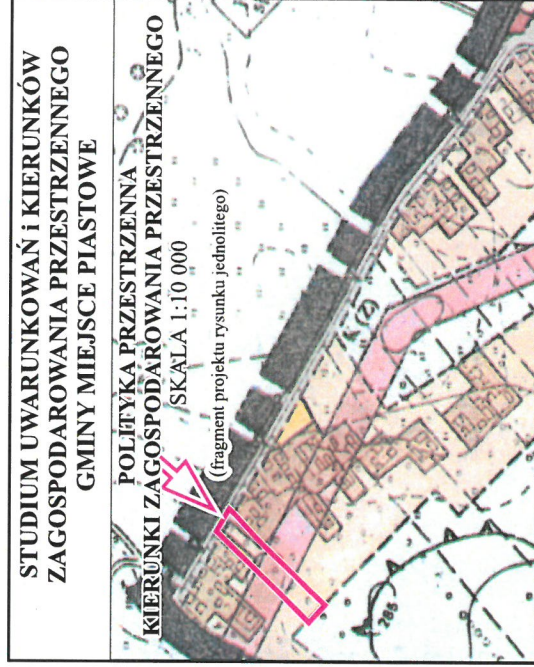 STUDIUM UWARUNKOWAŃ i KIERUNKÓW
ZAGOSPODAROWANIA PRZESTRZENNEGO
GMINY MIEJSCE PIASTOWE
POLITYKA PRZESTRZENNA
KIERUNKI ZAGOSPODAROWANIA PRZESTRZENNEGO
SKALA 1:10 000
(fragment projektu rysunku jednolitego)
K (Z)
285